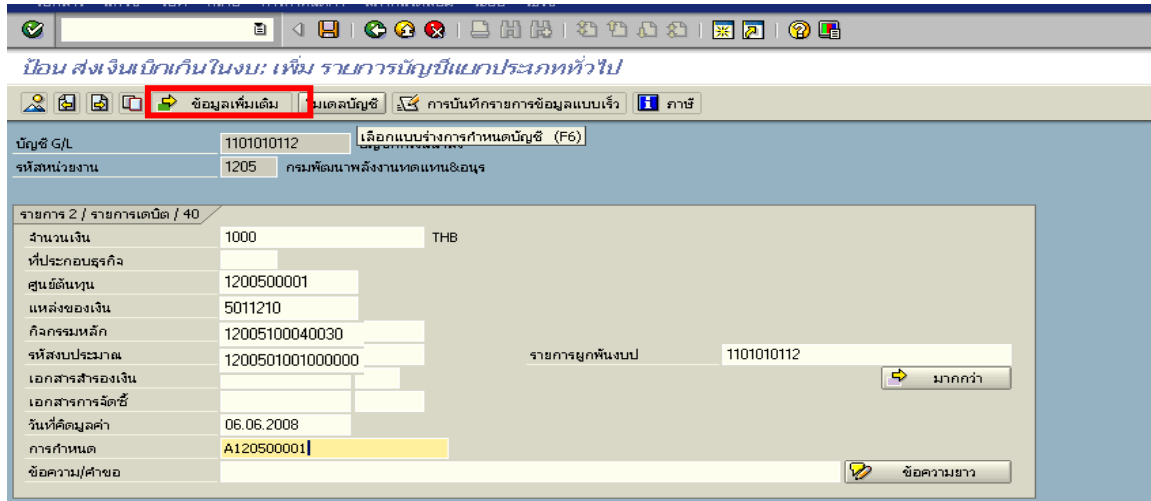 ป้อน ส่งเงินเบิกเกินในงบ: เพิ่ม รายการบัญชีแยกประเภททั่วไป
ข้อมูลเพิ่มเติม โมเดลบัญชี การบันทึกรายการข้อมูลแบบเร็ว ภาษี
เลือกแบบร่างการกำหนดบัญชี (F6)
บัญชี G/L 1101010112
รหัสหน่วยงาน 1205 กรมพัฒนาพลังงานทดแทน&อนุร
รายการ 2 / รายการเดบิต / 40
จำนวนเงิน 1000 THB
ที่ประกอบธุรกิจ
ศูนย์ต้นทุน 1200500001
แหล่งของเงิน 5011210
กิจกรรมหลัก 12005100040030
รหัสงบประมาณ 1200501001000000 รายการผูกพันงบป 1101010112
เอกสารสำรองเงิน มากกว่า
เอกสารการจัดซื้
วันที่คิดมูลค่า 06.06.2008
การกำหนด A120500001
ข้อความ/คำขอ ข้อความยาว